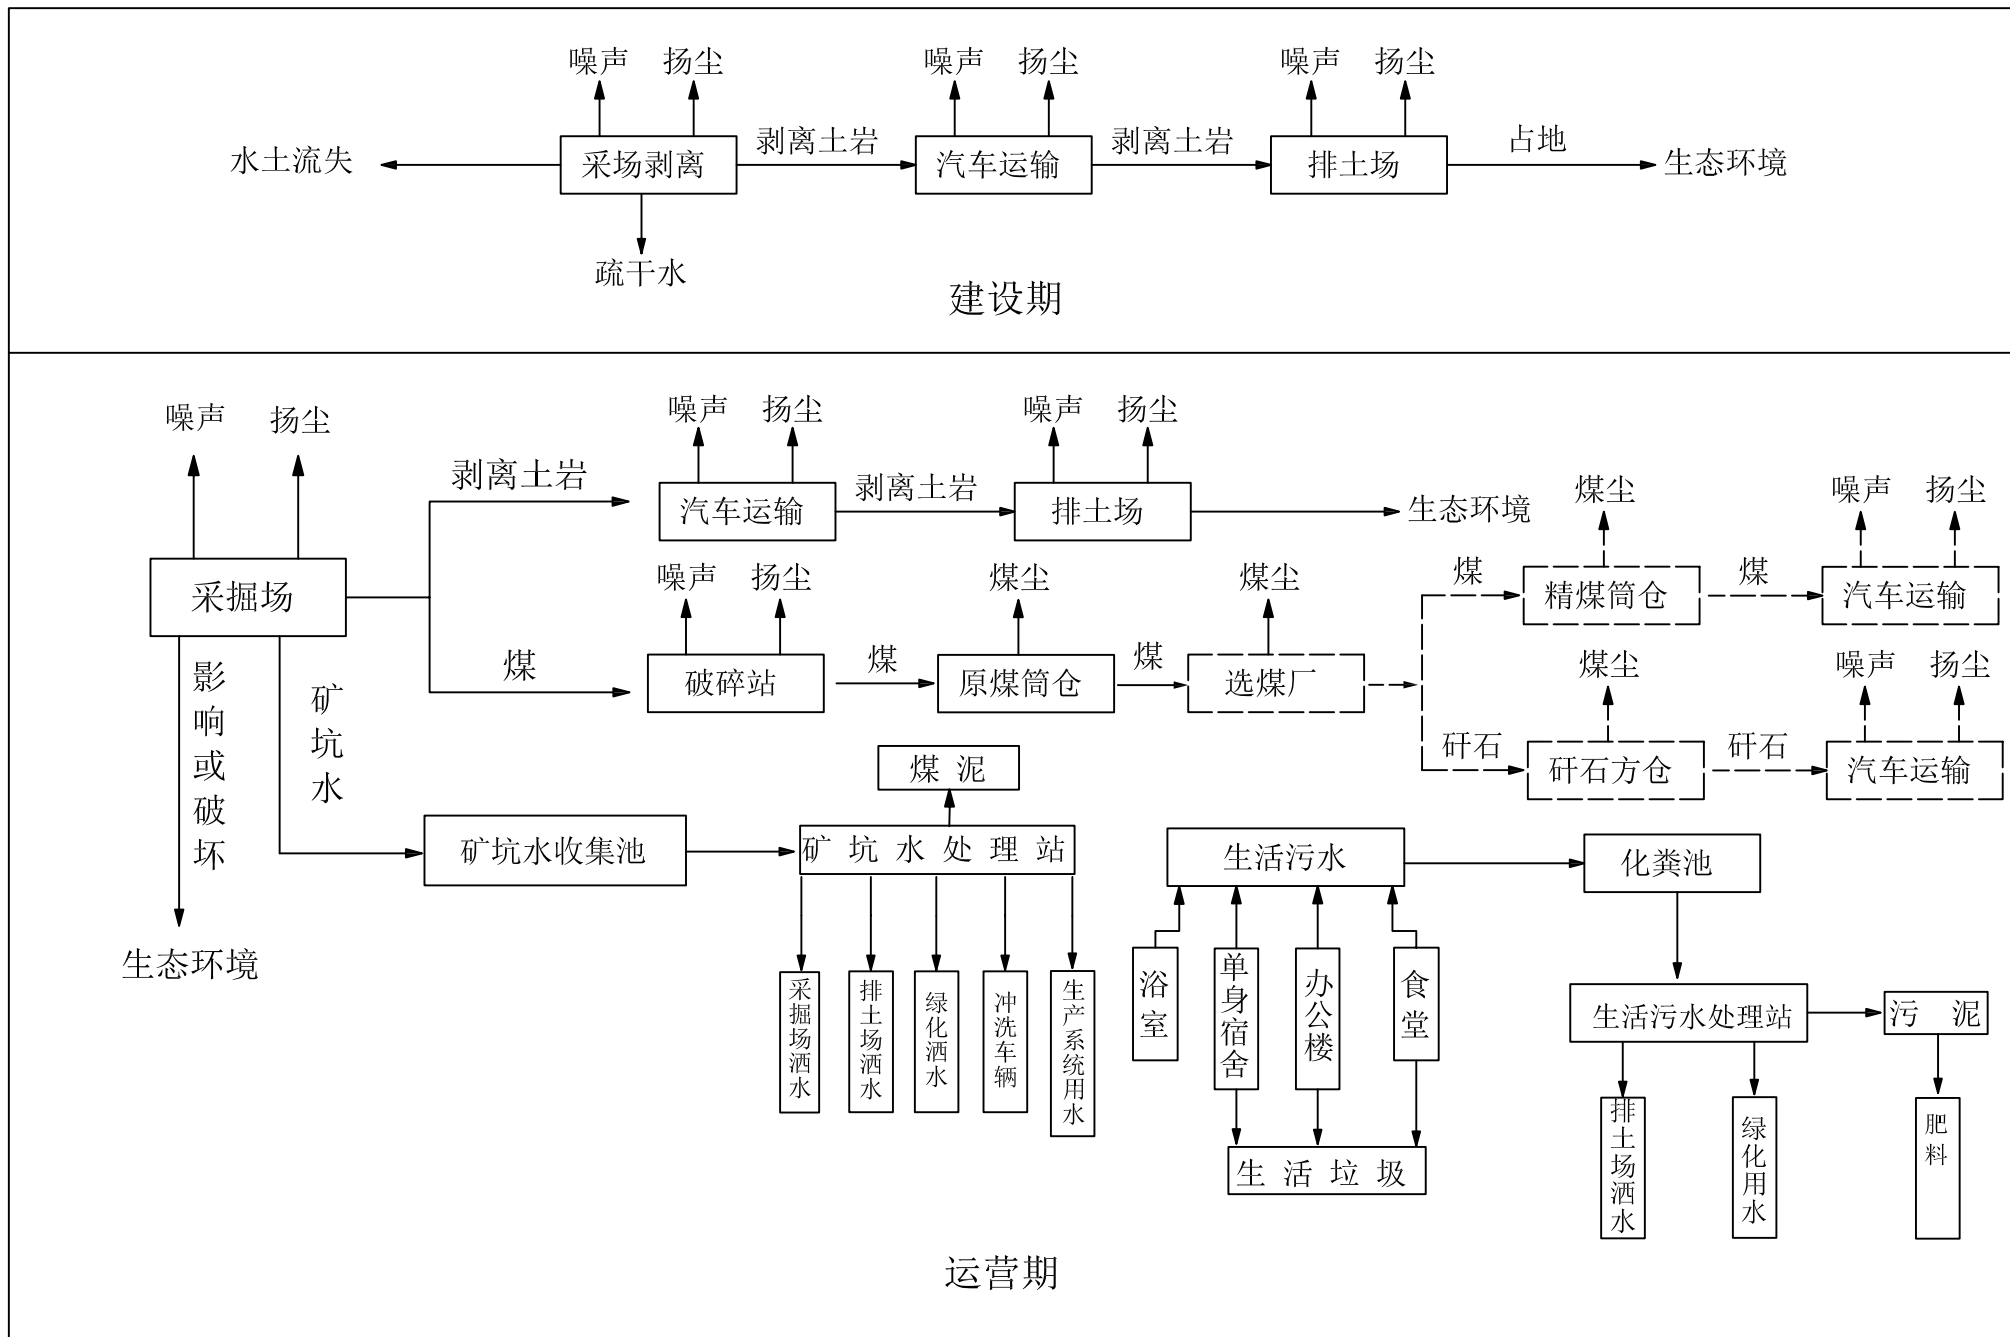 噪声 扬尘 噪声 扬尘 噪声 扬尘
水土流失 采场剥离 剥离土岩 汽车运输 剥离土岩 排土场 占地 生态环境
疏干水
建设期
噪声 扬尘 噪声 扬尘 噪声 扬尘
剥离土岩 汽车运输 剥离土岩 排土场 生态环境
煤尘 噪声 扬尘
采掘场
噪声 扬尘 煤尘 煤尘
煤 精煤筒仓 煤 汽车运输
煤 破碎站 煤 原煤筒仓 煤 选煤厂
煤尘 噪声 扬尘
矸石 矸石方仓 矸石 汽车运输
影响或破坏
矿坑水
生态环境
煤泥
矿坑水收集池 矿坑水处理站
采掘场洒水
排土场洒水
绿化洒水
冲洗车辆
生产系统用水
生活污水 化粪池
浴室
单身宿舍
办公楼
食堂
生活垃圾
生活污水处理站 污泥
排土场洒水
绿化用水
肥料
运营期